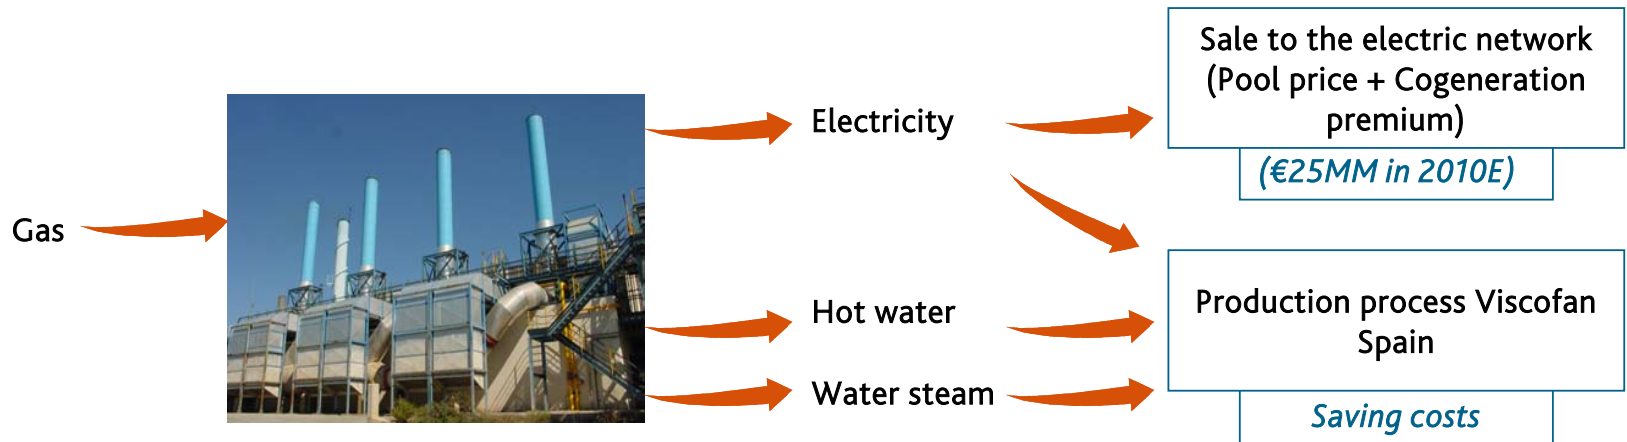 Gas
Electricity
Hot water
Water steam
Sale to the electric network
(Pool price + Cogeneration
premium)
(€25MM in 2010E)
Production process Viscofan
Spain
Saving costs